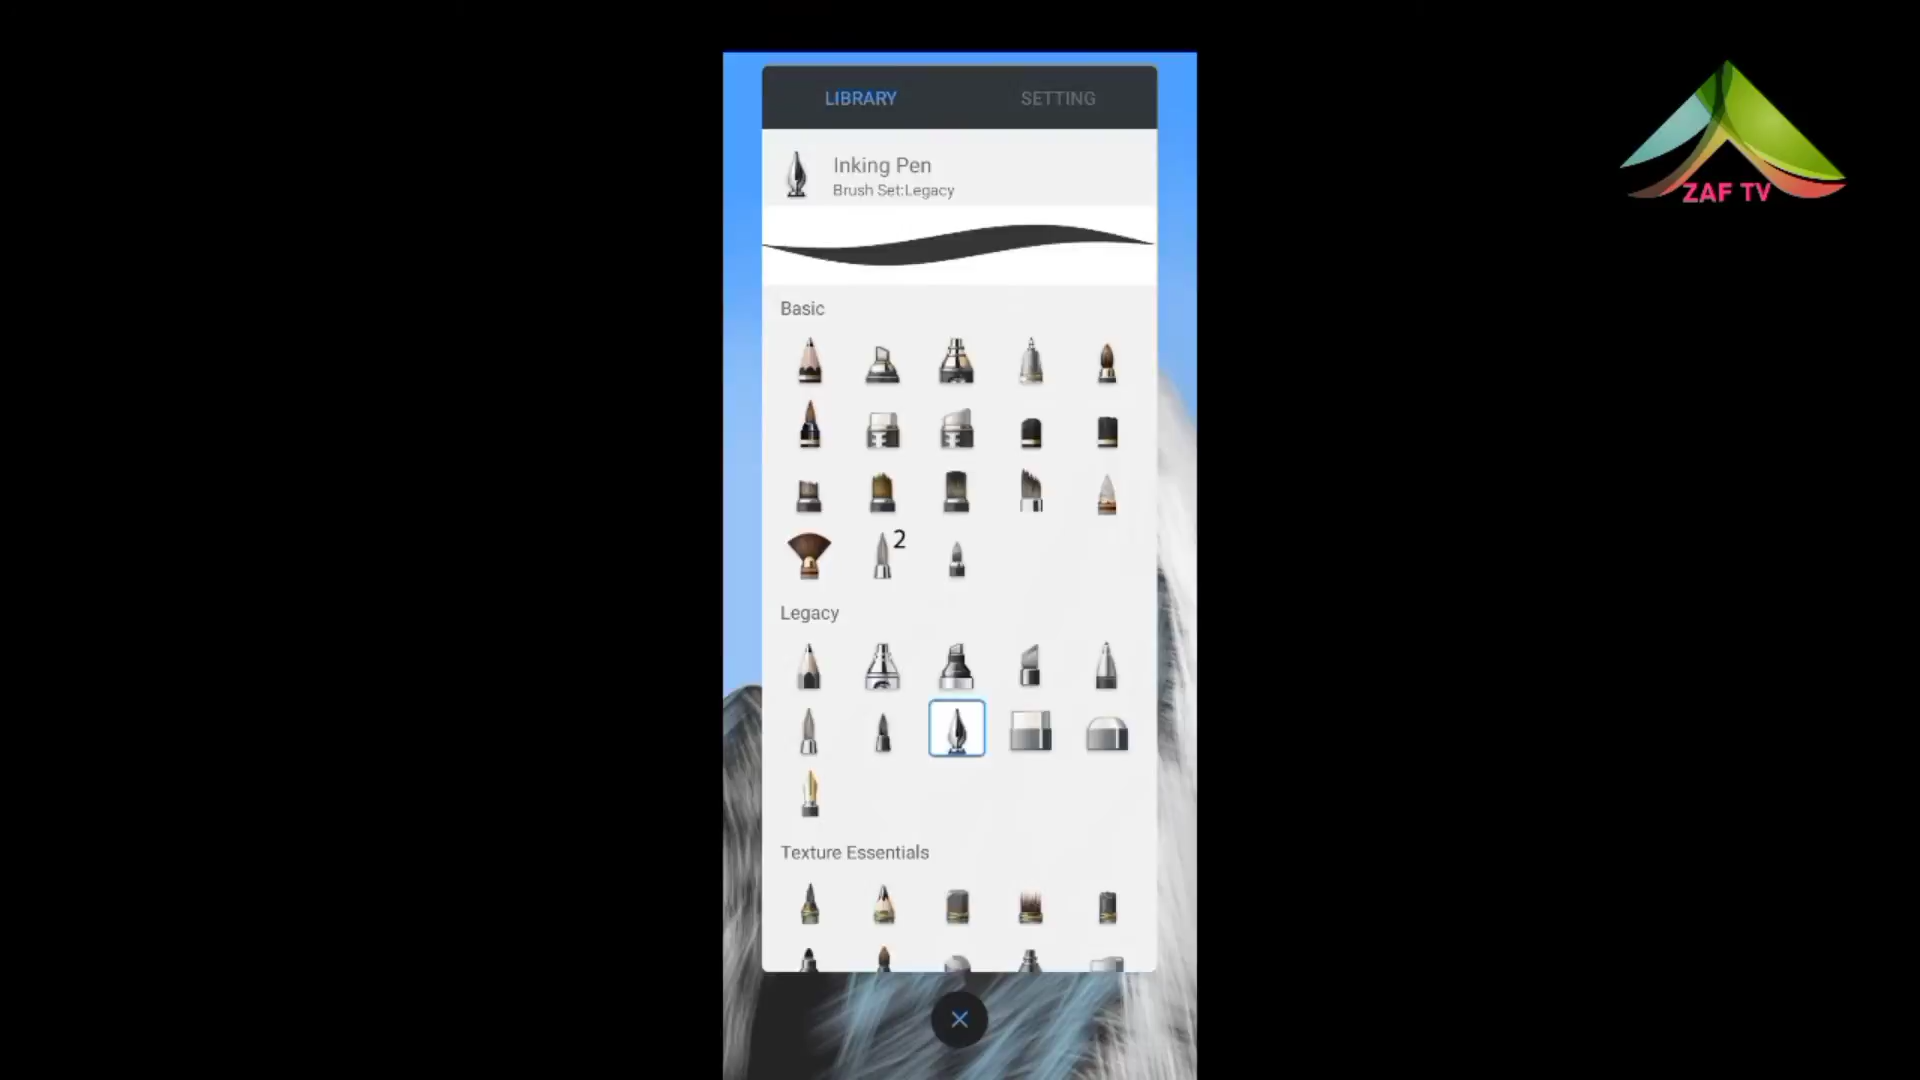 LIBRARY
SETTING
ZAF TV
Inking Pen
Brush Set:Legacy
Basic
2
Legacy
Texture Essentials